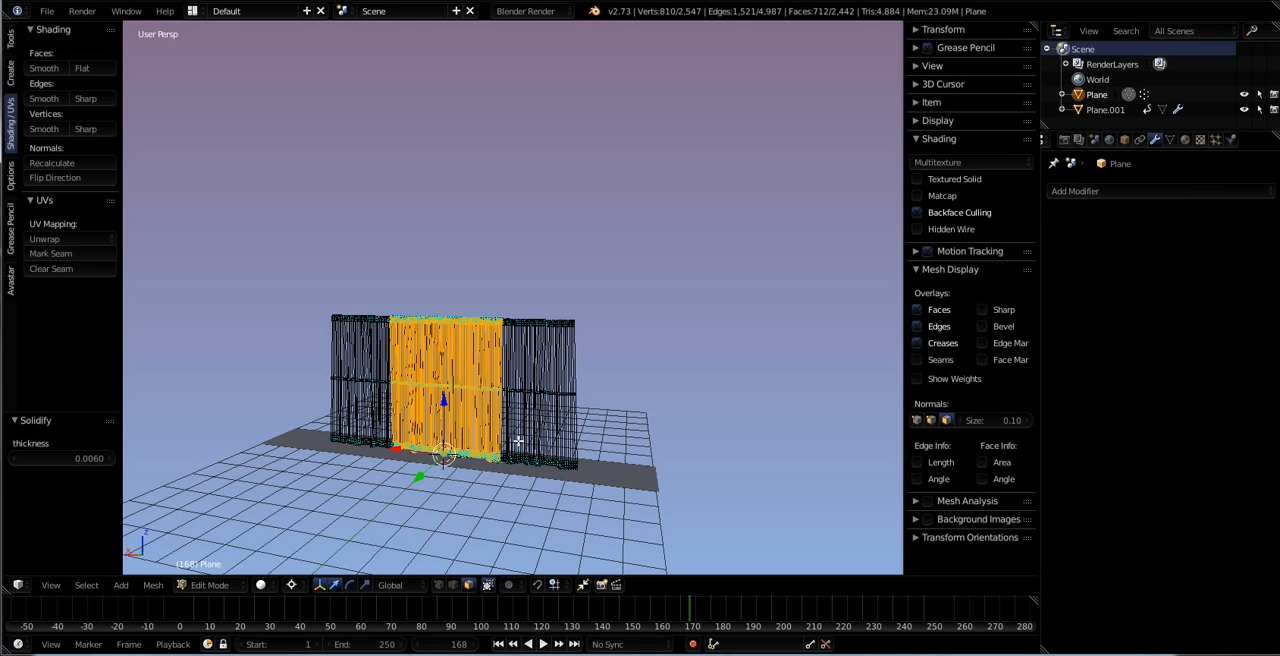 File Render Window Help Default Scene Blender Render v2.73 | Verts:810/2,547 | Edges:1,521/4,987 | Faces:712/2,442 | Tris:4,884 | Mem:23.09M | Plane
Tools
Create
Shading / UVs
Options
Grease Pencil
Avastar
Shading
Faces:
Smooth Flat
Edges:
Smooth Sharp
Vertices:
Smooth Sharp
Normals:
Recalculate
Flip Direction
UVs
UV Mapping:
Unwrap
Mark Seam
Clear Seam
Solidify
thickness
0.0060
User Persp
(168) Plane
View Select Add Mesh Edit Mode Global
Transform
Grease Pencil
View
3D Cursor
Item
Display
Shading
Multitexture
Textured Solid
Matcap
Backface Culling
Hidden Wire
Motion Tracking
Mesh Display
Overlays:
Faces Sharp
Edges Bevel
Creases Edge Mar
Seams Face Mar
Show Weights
Normals:
Size: 0.10
Edge Info: Face Info:
Length Area
Angle Angle
Mesh Analysis
Background Images
Transform Orientations
View Search All Scenes
Scene
RenderLayers
World
Plane
Plane.001
Plane
Add Modifier
-50 -40 -30 -20 -10 0 10 20 30 40 50 60 70 80 90 100 110 120 130 140 150 160 170 180 190 200 210 220 230 240 250 260 270 280
View Marker Frame Playback Start: 1 End: 250 168 No Sync